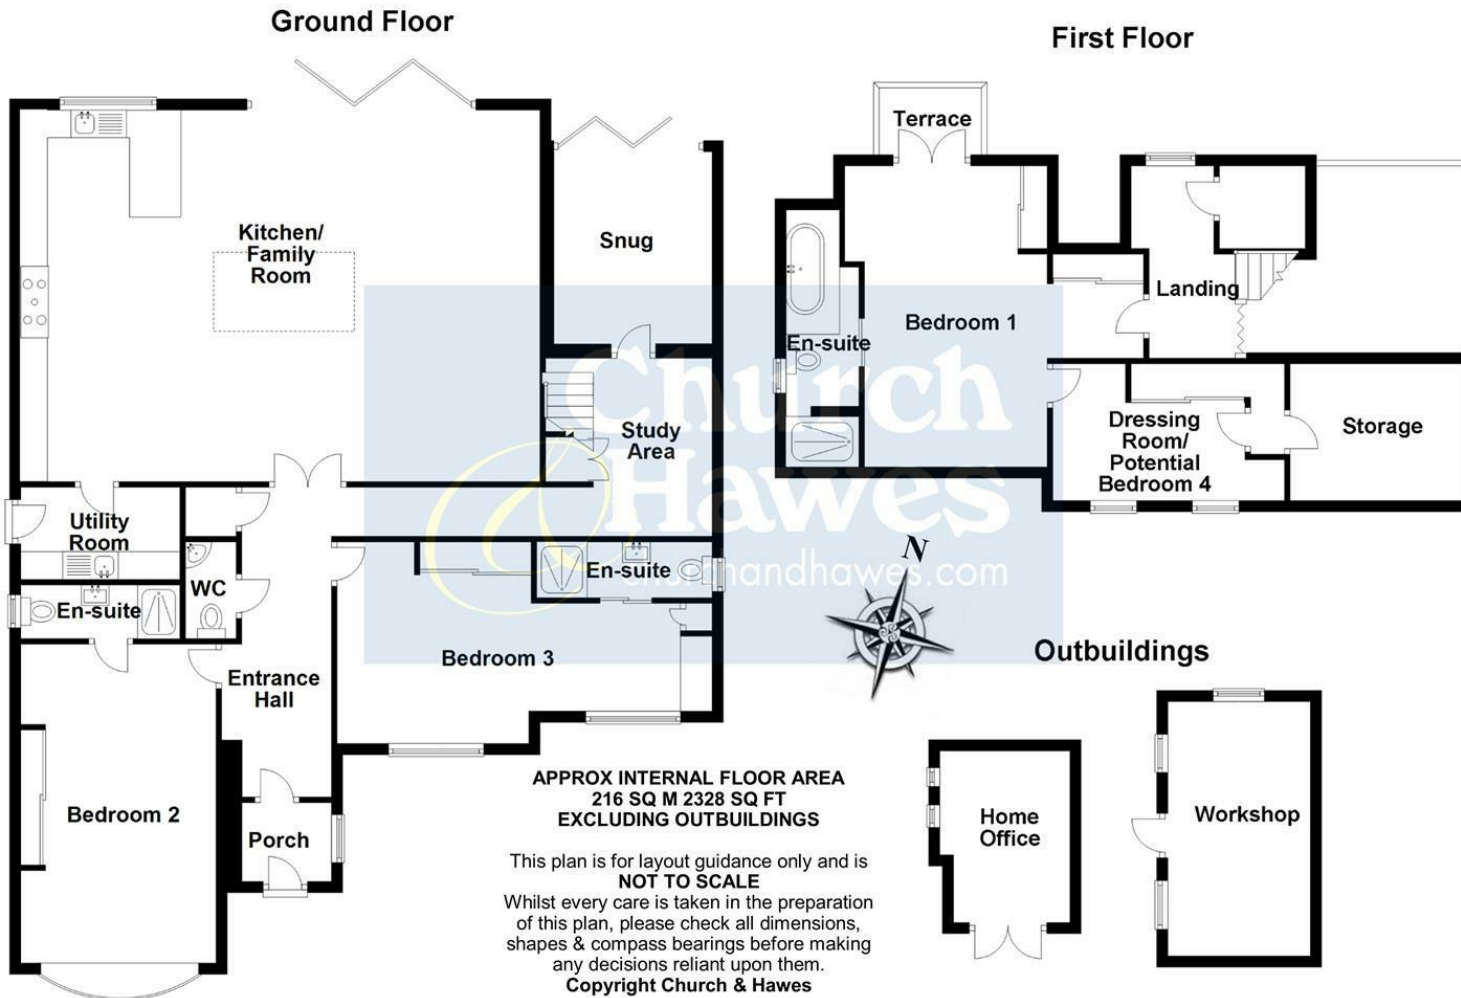 Ground Floor
First Floor
Terrace
Kitchen/
Family
Room
Snug
Landing
Bedroom 1
En-suite
Church
&Hawes
churchandhawes.com
Study
Area
Dressing
Room/
Potential
Bedroom 4
Storage
Utility
Room
WC
En-suite
En-suite
N
Bedroom 3
Outbuildings
Entrance
Hall
Bedroom 2
Porch
Home
Office
Workshop
APPROX INTERNAL FLOOR AREA
216 SQ M 2328 SQ FT
EXCLUDING OUTBUILDINGS
This plan is for layout guidance only and is
NOT TO SCALE
Whilst every care is taken in the preparation
of this plan, please check all dimensions,
shapes & compass bearings before making
any decisions reliant upon them.
Copyright Church & Hawes